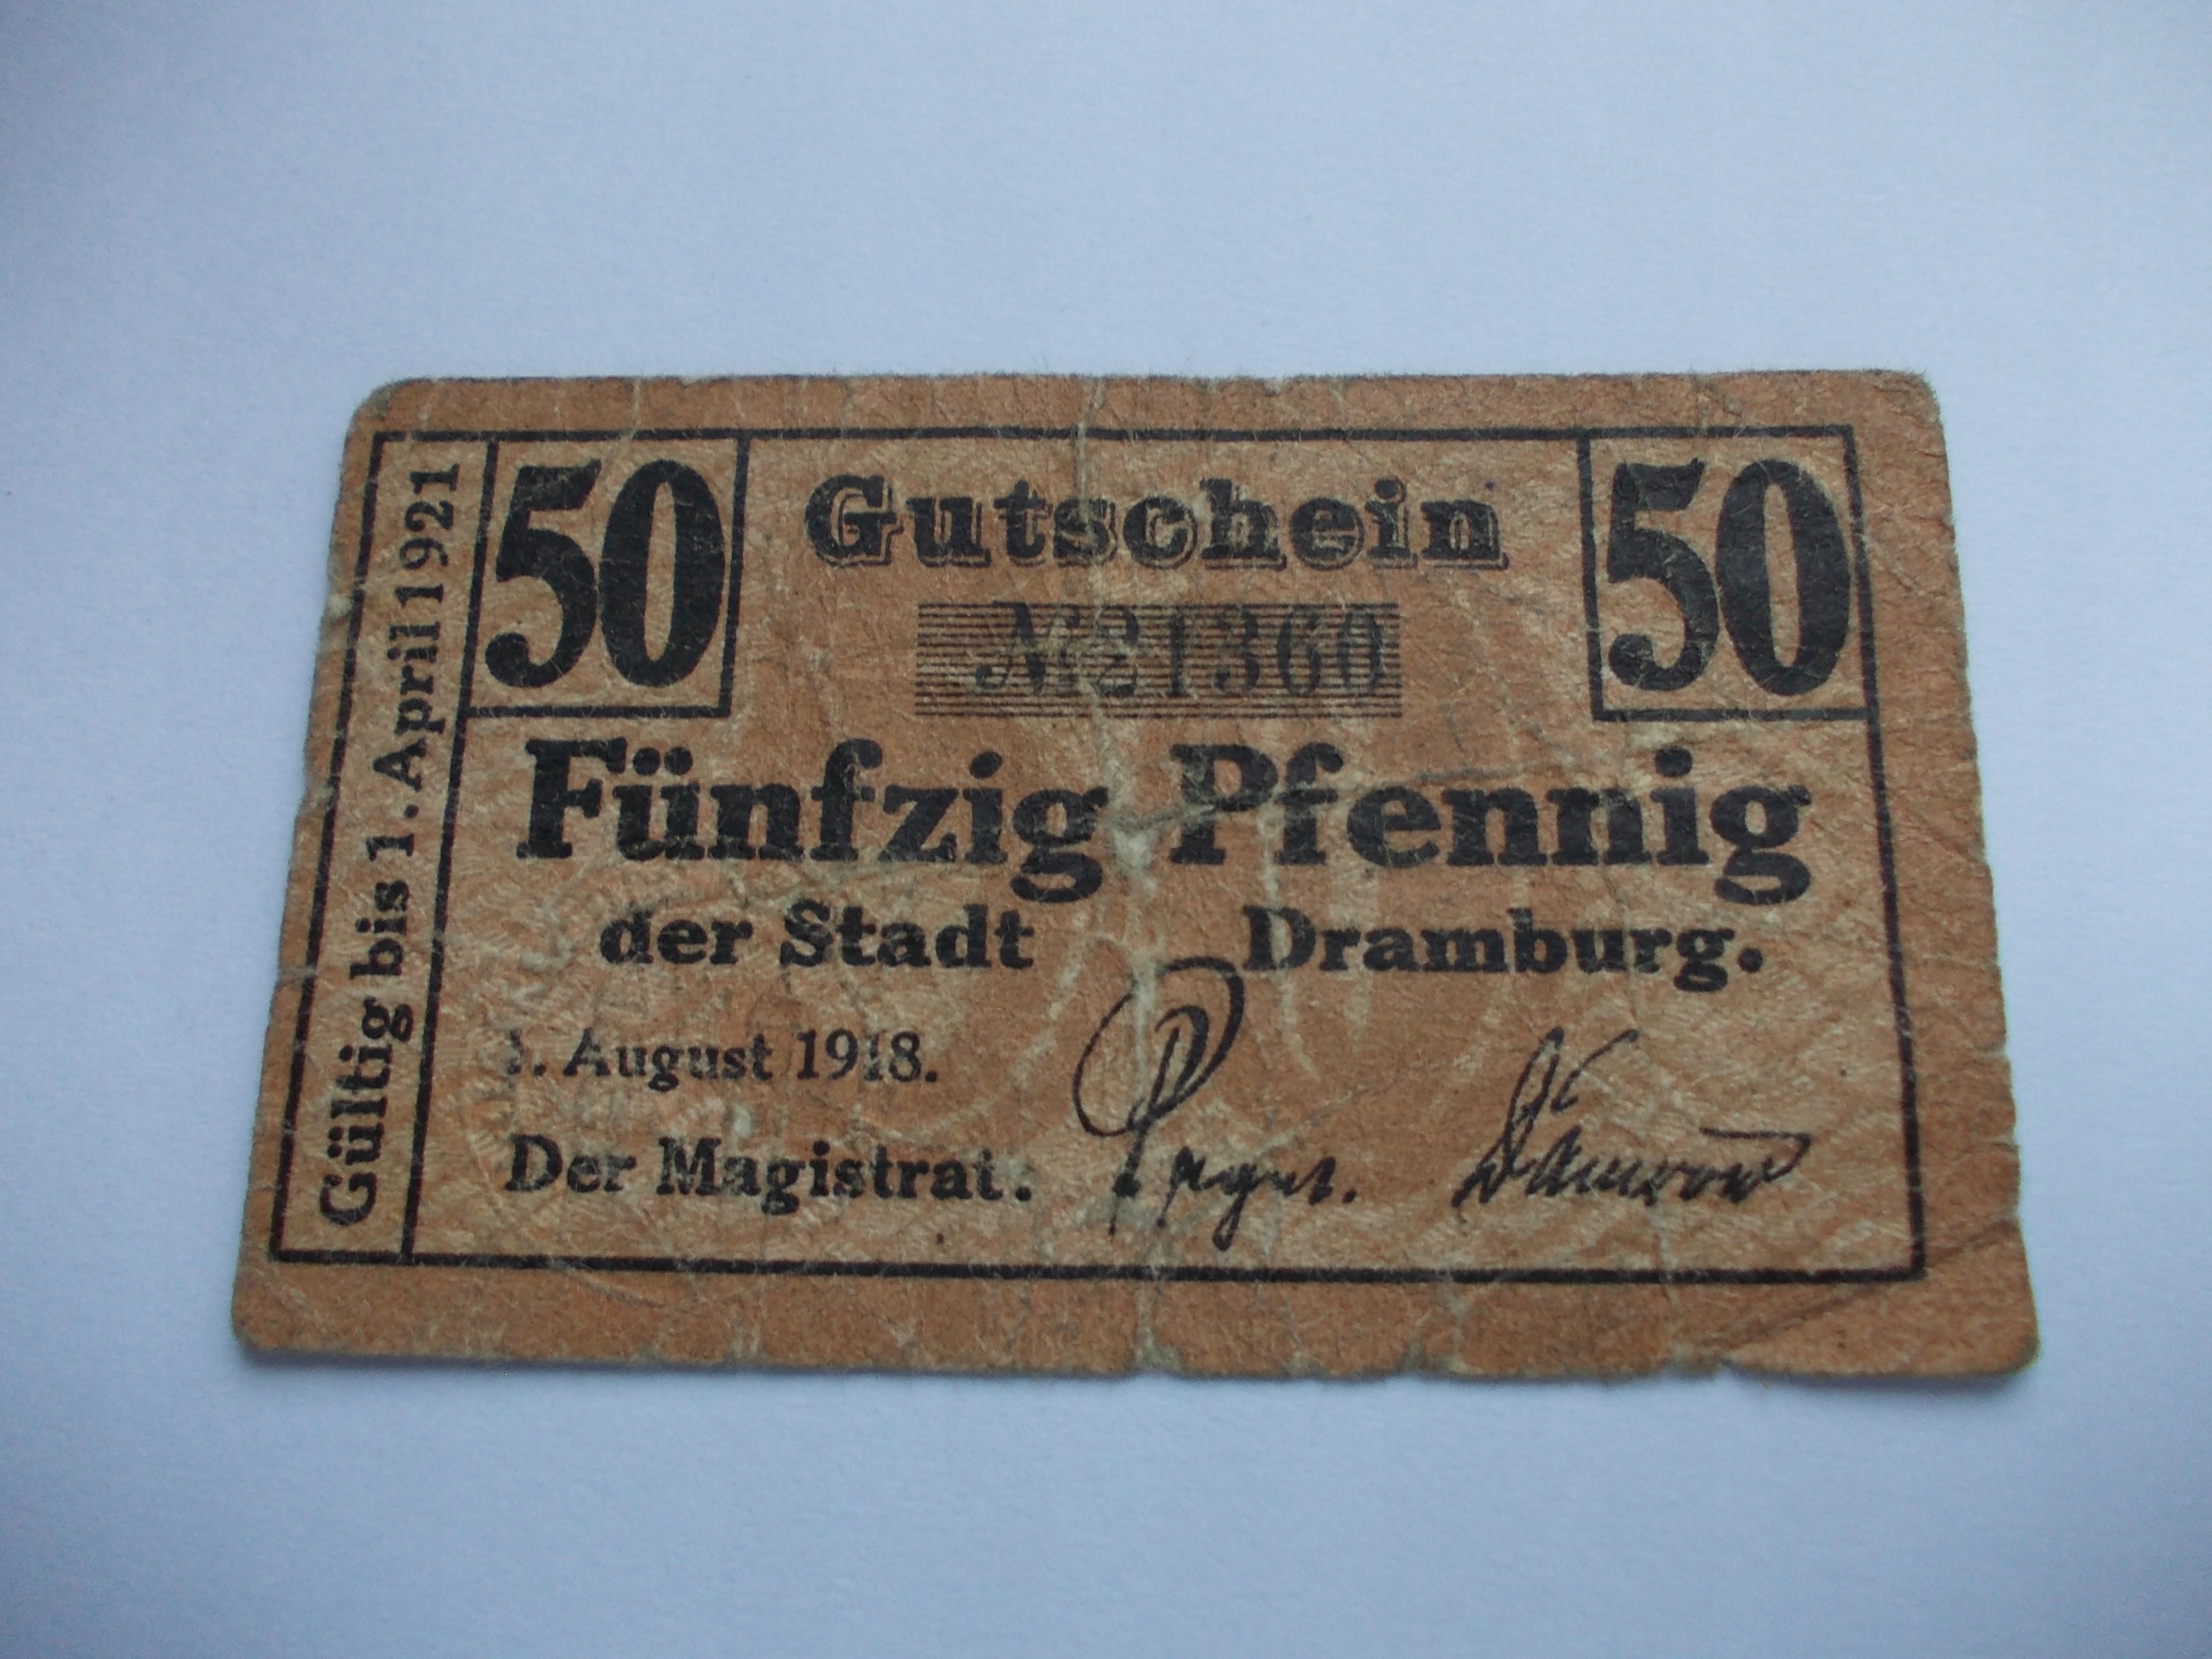 Gültig bis 1. April 1921
50 Gutschein 50
№ 21360
Fünfzig Pfennig
der Stadt Dramburg.
1. August 1918.
Der Magistrat: